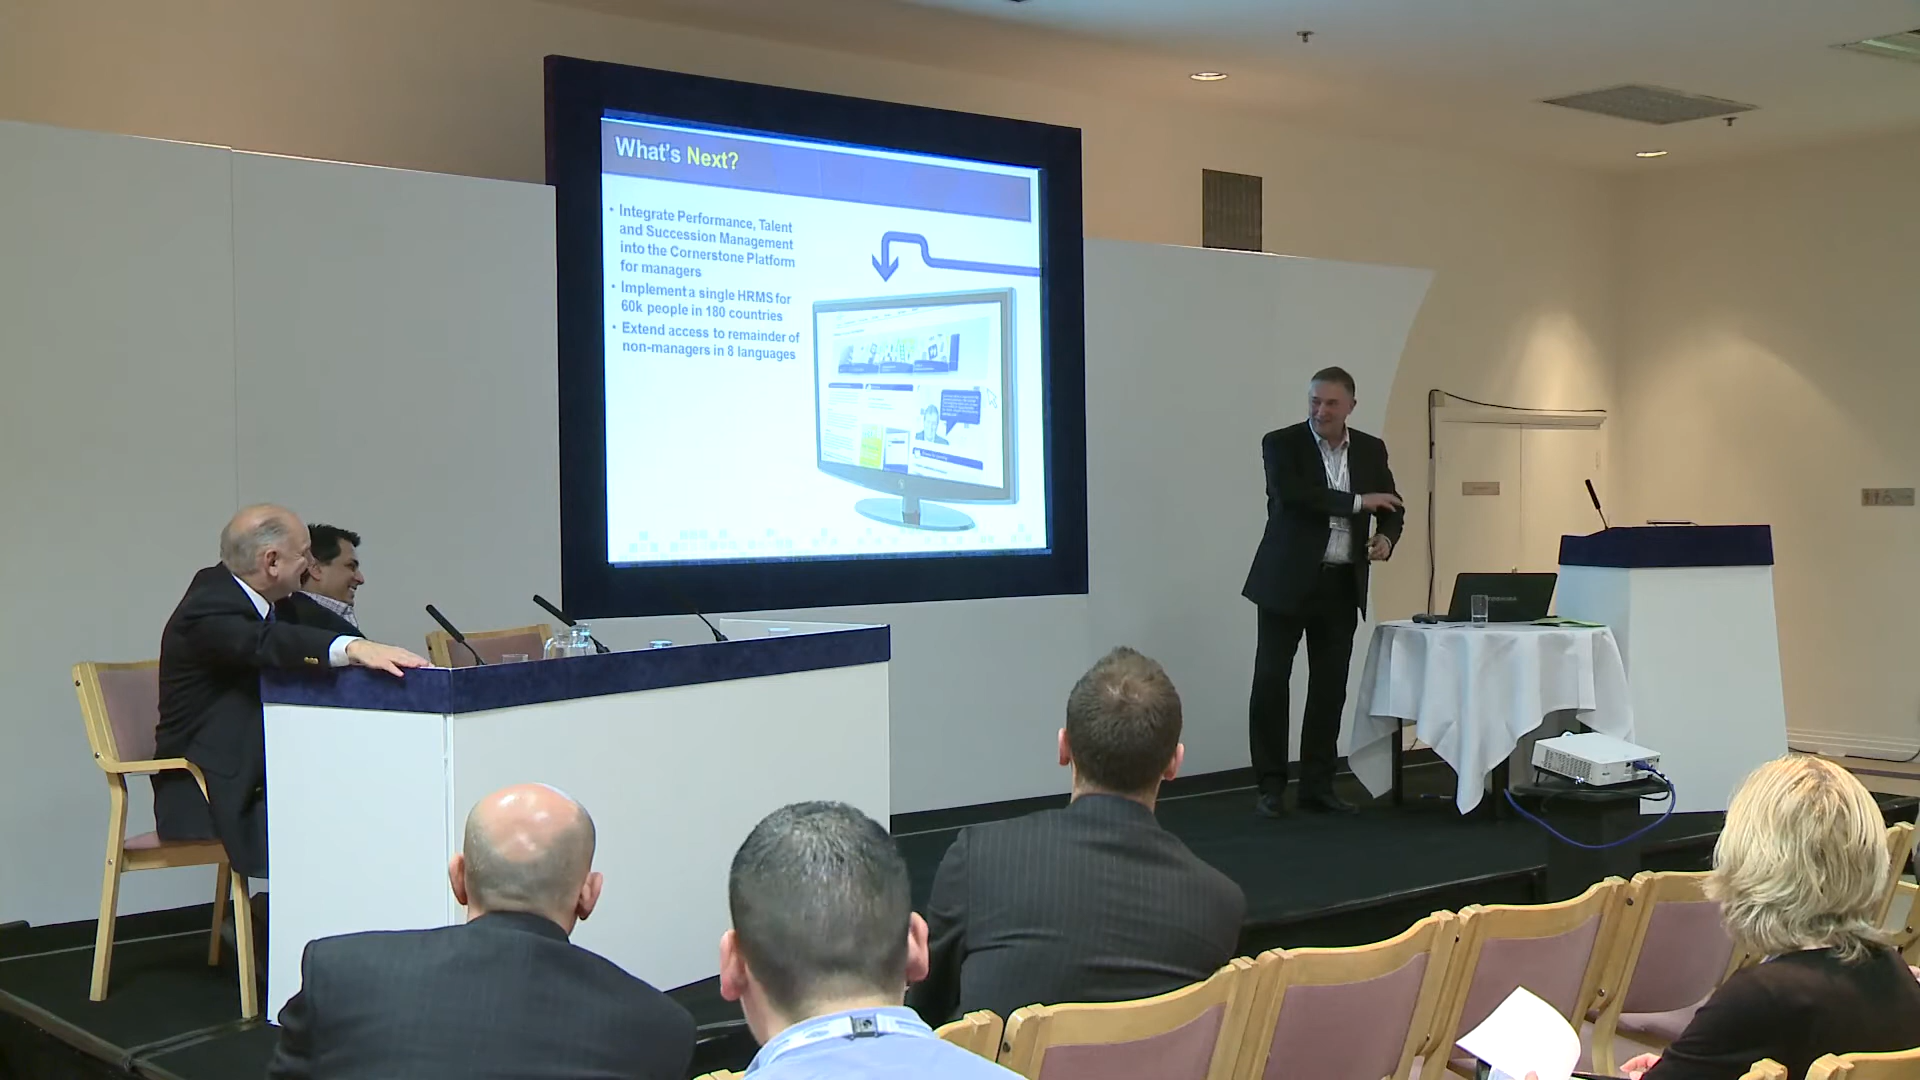 What's Next?
• Integrate Performance, Talent
and Succession Management
into the Cornerstone Platform
for managers
• Implement a single HRMS for
60k people in 180 countries
• Extend access to remainder of
non-managers in 8 languages